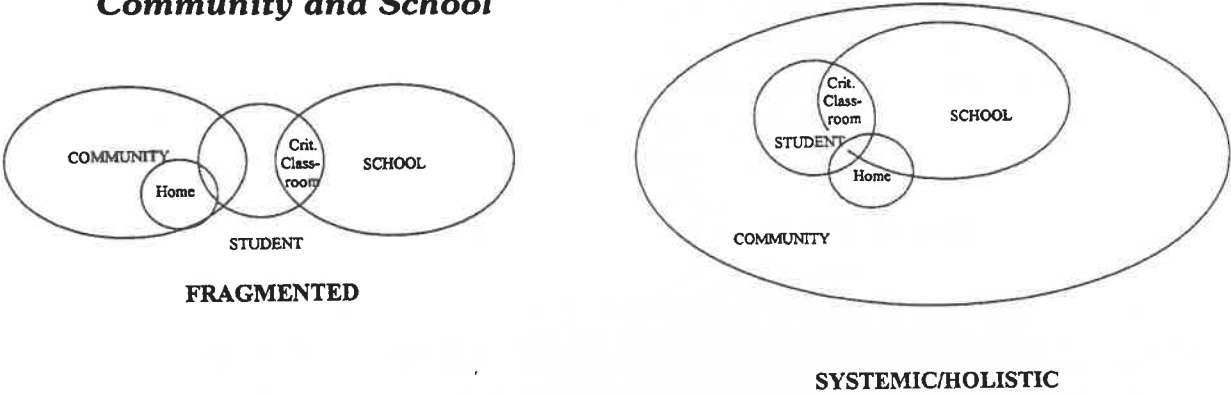 Community and School
COMMUNITY
Home
Crit.
Class-
room
SCHOOL
STUDENT
FRAGMENTED
Crit.
Class-
room
SCHOOL
STUDENT
Home
COMMUNITY
SYSTEMIC/HOLISTIC